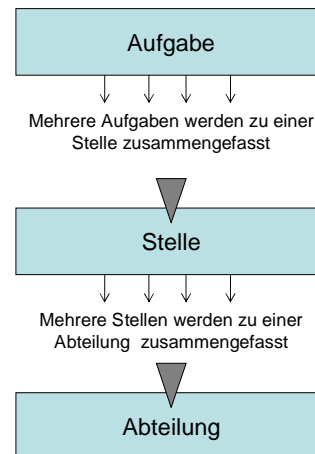 Aufgabe
Mehrere Aufgaben werden zu einer
Stelle zusammengefasst
Stelle
Mehrere Stellen werden zu einer
Abteilung zusammengefasst
Abteilung